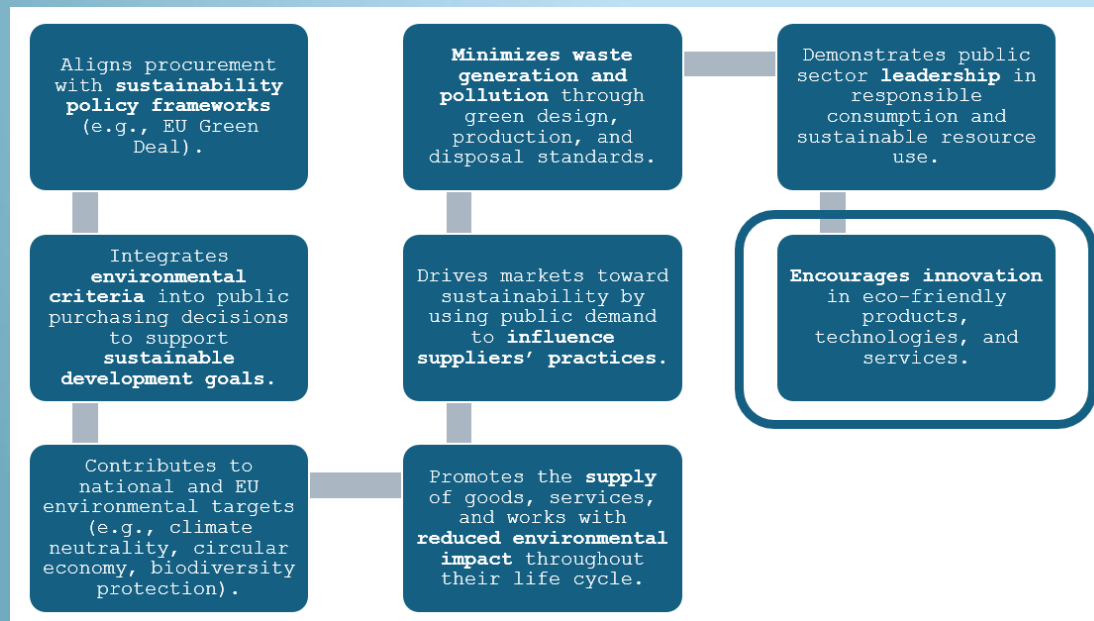 Aligns procurement
with sustainability
policy frameworks
(e.g., EU Green
Deal).
Integrates
environmental
criteria into public
purchasing decisions
to support
sustainable
development goals.
Contributes to
national and EU
environmental targets
(e.g., climate
neutrality, circular
economy, biodiversity
protection).
Promotes the supply
of goods, services,
and works with
reduced environmental
impact throughout
their life cycle.
Drives markets toward
sustainability by
using public demand
to influence
suppliers’ practices.
Minimizes waste
generation and
pollution through
green design,
production, and
disposal standards.
Demonstrates public
sector leadership in
responsible
consumption and
sustainable resource
use.
Encourages innovation
in eco-friendly
products,
technologies, and
services.